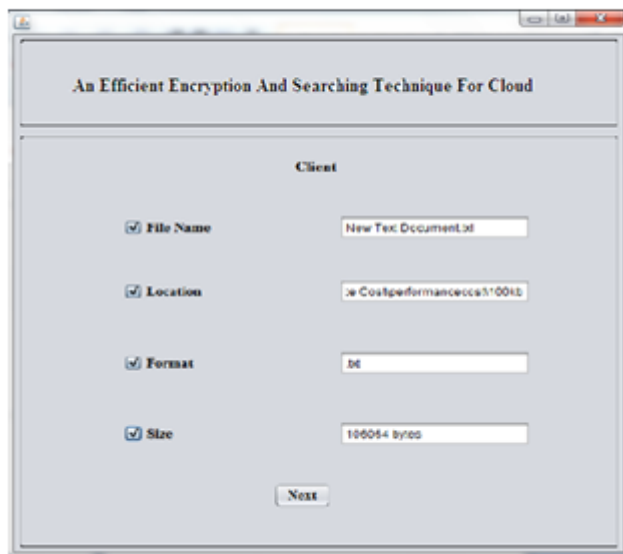 An Efficient Encryption And Searching Technique For Cloud
Client
File Name
New Text Document.txt
Location
Format
.txt
Size
bytes
Next